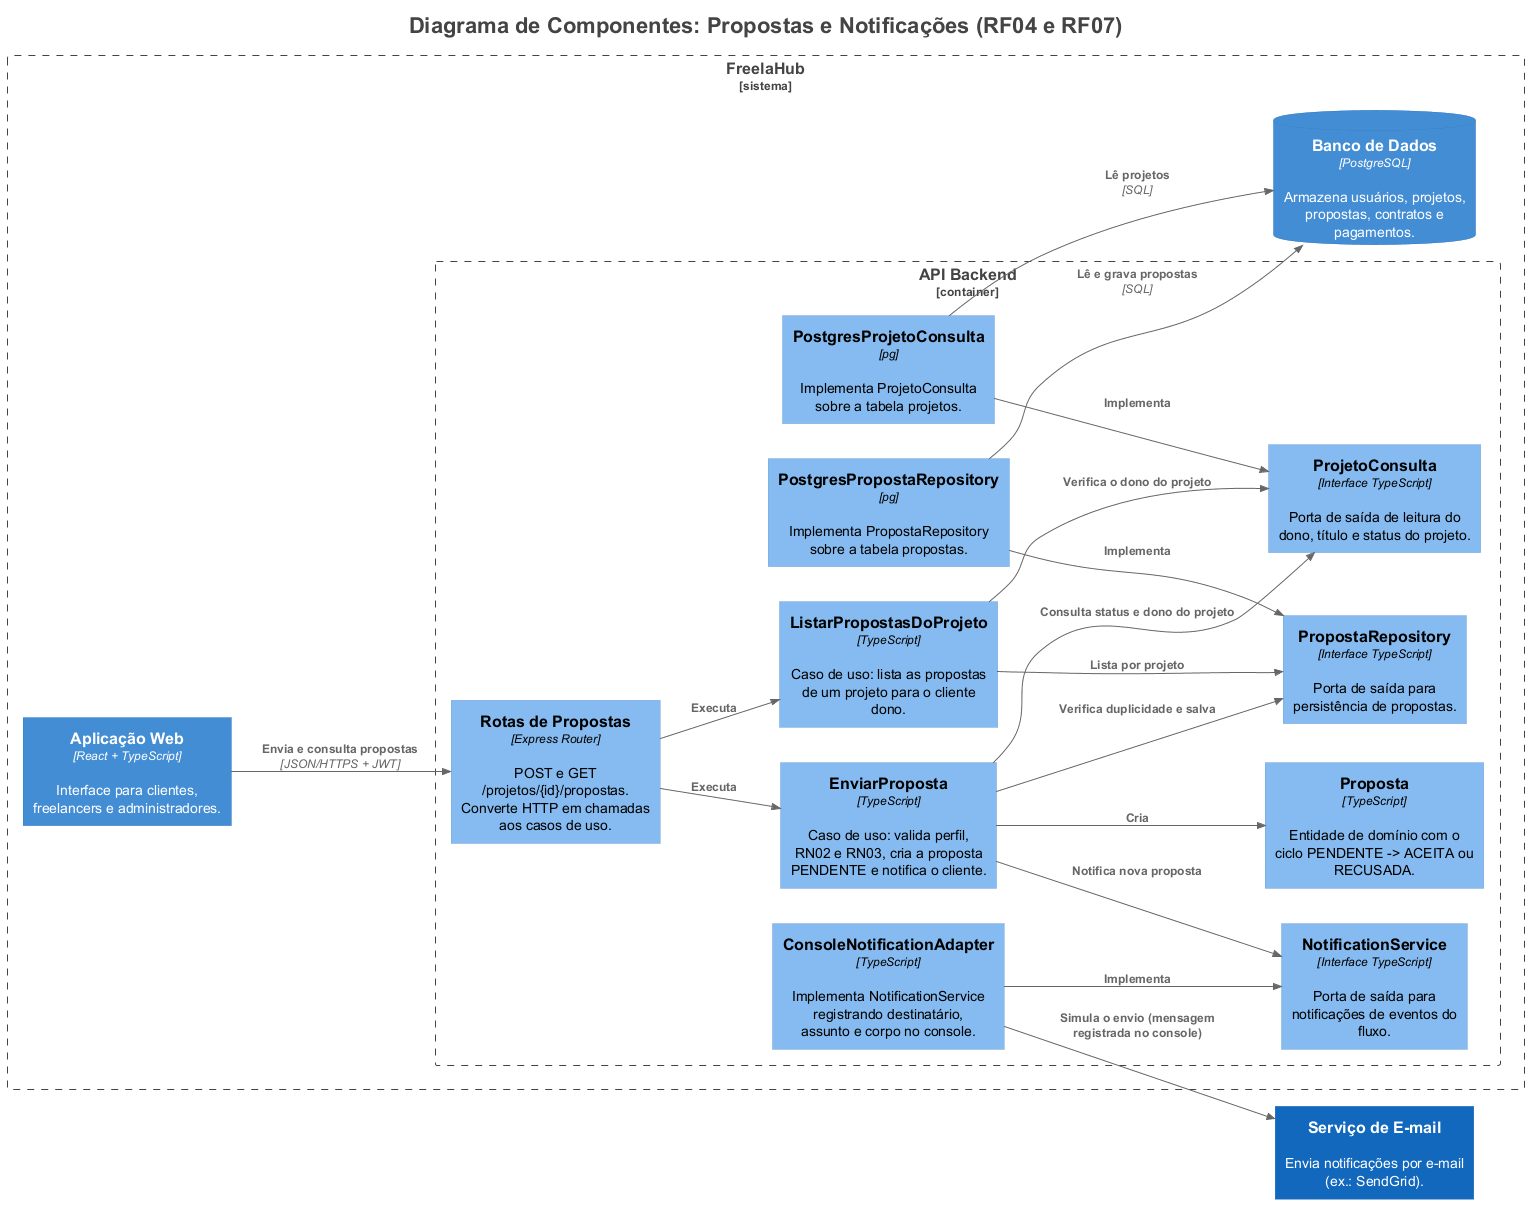 Diagrama de Componentes: Propostas e Notificações (RF04 e RF07)
FreelaHub
[sistema]
Banco de Dados
[PostgreSQL]
Armazena usuários, projetos,
propostas, contratos e
pagamentos.
Lê projetos
[SQL]
API Backend
[container]
Lê e grava propostas
[SQL]
PostgresProjetoConsulta
[pg]
Implementa ProjetoConsulta
sobre a tabela projetos.
Implementa
PostgresPropostaRepository
[pg]
Implementa PropostaRepository
sobre a tabela propostas.
Verifica o dono do projeto
ProjetoConsulta
[Interface TypeScript]
Porta de saída de leitura do
dono, título e status do projeto.
Implementa
ListarPropostasDoProjeto
[TypeScript]
Caso de uso: lista as propostas
de um projeto para o cliente
dono.
Consulta status e dono do projeto
Lista por projeto
PropostaRepository
[Interface TypeScript]
Porta de saída para
persistência de propostas.
Verifica duplicidade e salva
Aplicação Web
[React + TypeScript]
Interface para clientes,
freelancers e administradores.
Envia e consulta propostas
[JSON/HTTPS + JWT]
Rotas de Propostas
[Express Router]
POST e GET
/projetos/{id}/propostas.
Converte HTTP em chamadas
aos casos de uso.
Executa
Executa
EnviarProposta
[TypeScript]
Caso de uso: valida perfil,
RN02 e RN03, cria a proposta
PENDENTE e notifica o cliente.
Cria
Proposta
[TypeScript]
Entidade de domínio com o
ciclo PENDENTE -> ACEITA ou
RECUSADA.
Notifica nova proposta
ConsoleNotificationAdapter
[TypeScript]
Implementa NotificationService
registrando destinatário,
assunto e corpo no console.
Implementa
NotificationService
[Interface TypeScript]
Porta de saída para
notificações de eventos do
fluxo.
Simula o envio (mensagem
registrada no console)
Serviço de E-mail
Envia notificações por e-mail
(ex.: SendGrid).